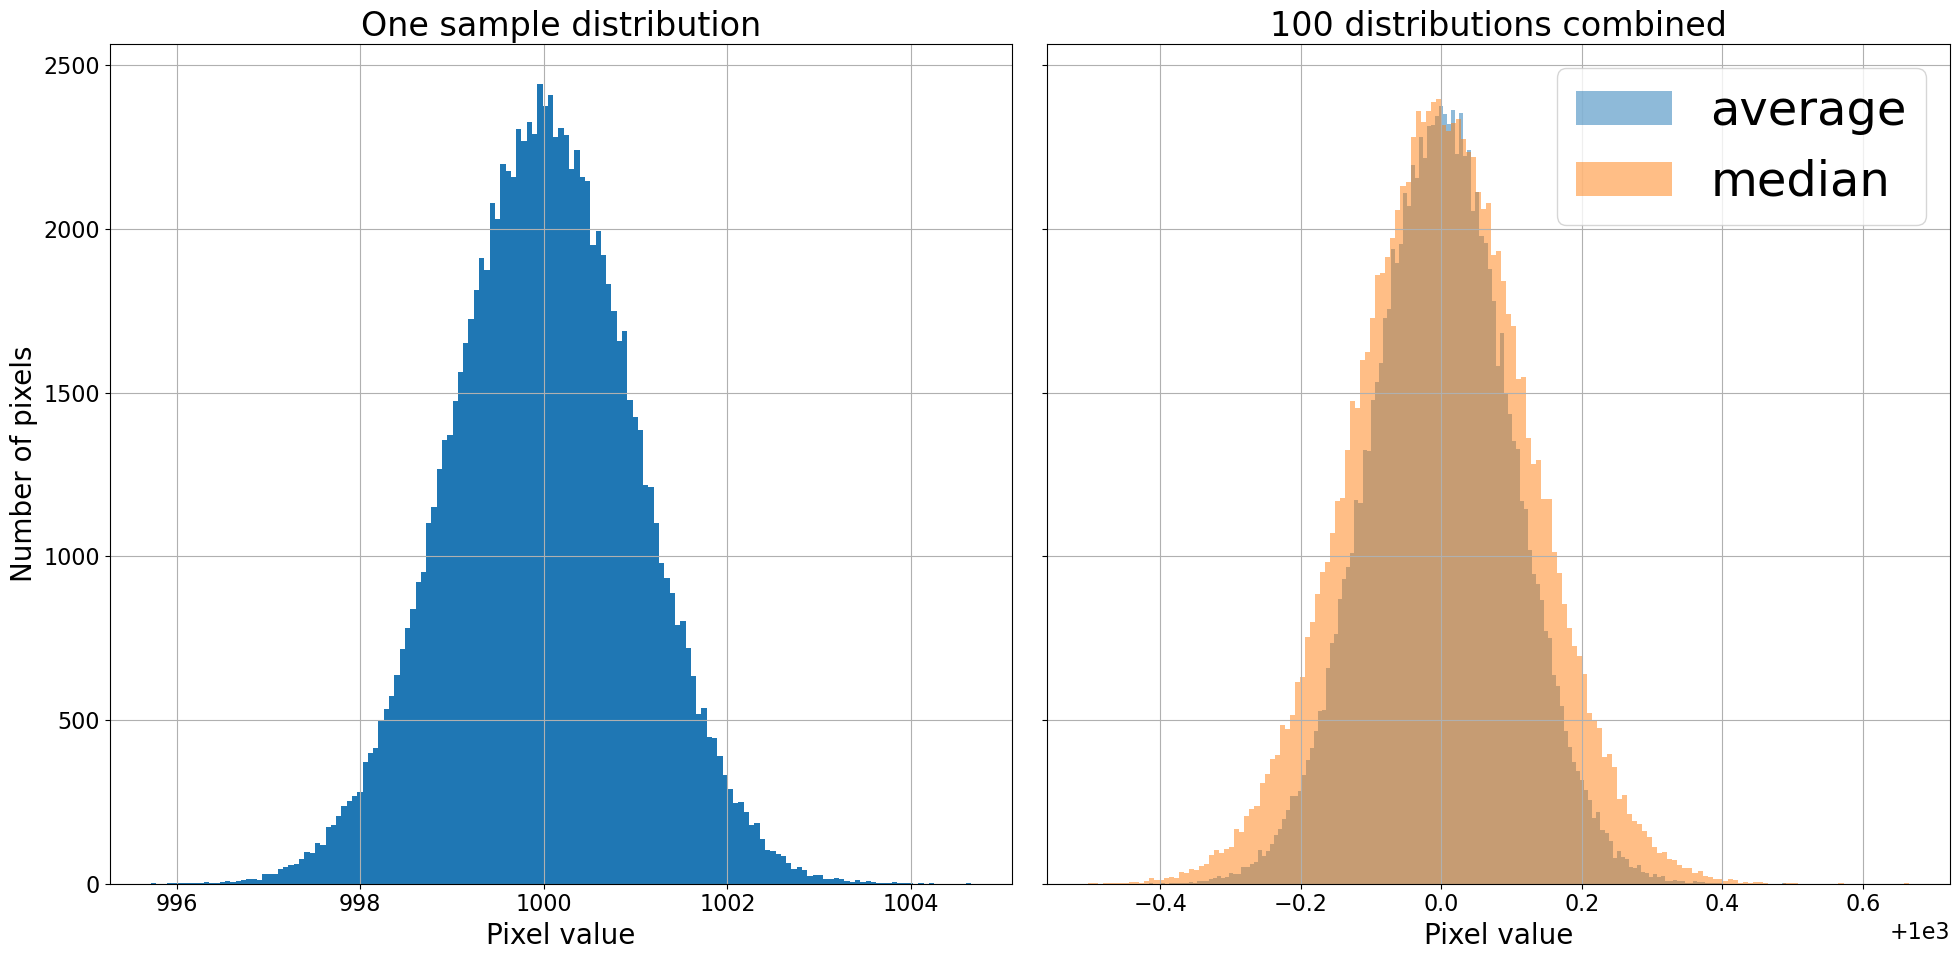 One sample distribution
100 distributions combined
2500
2000
1500
1000
500
0
Number of pixels
996 998 1000 1002 1004
Pixel value
average
median
−0.4 −0.2 0.0 0.2 0.4 0.6
+1e3
Pixel value